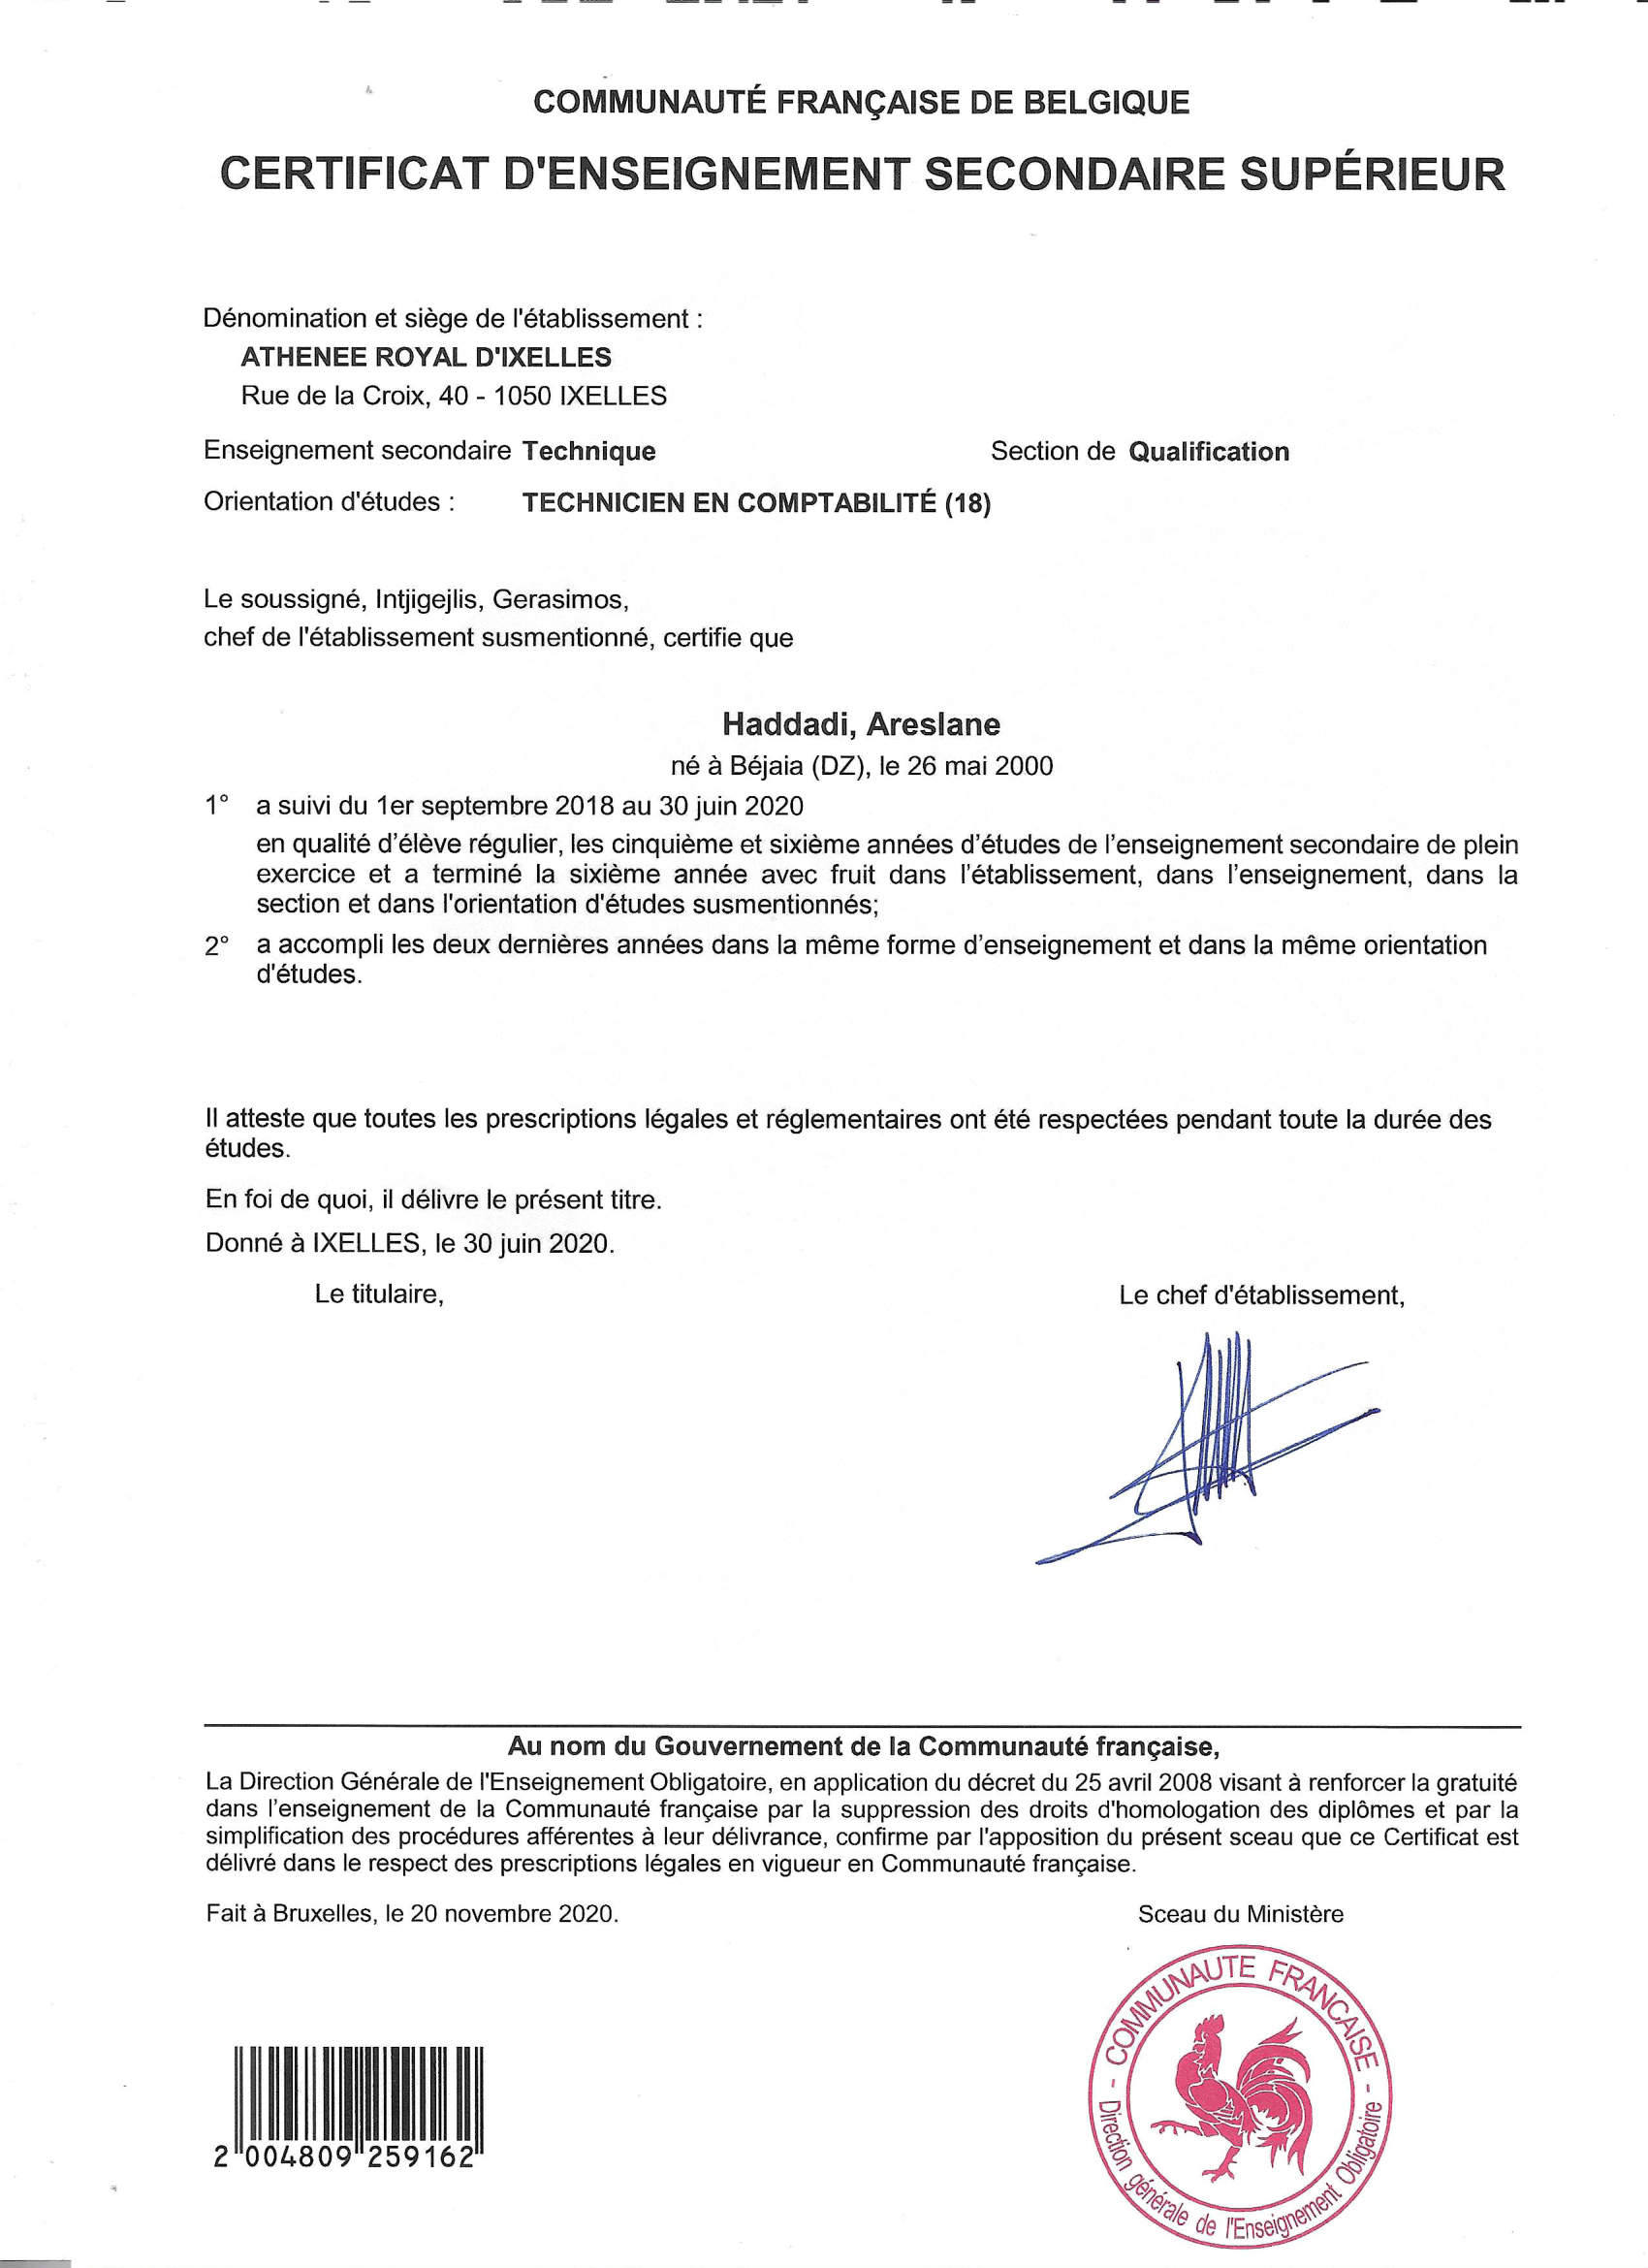 COMMUNAUTÉ FRANÇAISE DE BELGIQUE
CERTIFICAT D'ENSEIGNEMENT SECONDAIRE SUPÉRIEUR
Dénomination et siège de l'établissement :
ATHENEE ROYAL D'IXELLES
Rue de la Croix, 40 - 1050 IXELLES
Enseignement secondaire Technique Section de Qualification
Orientation d'études : TECHNICIEN EN COMPTABILITÉ (18)
Le soussigné, Intjigejlis, Gerasimos,
chef de l'établissement susmentionné, certifie que
Haddadi, Areslane
né à Béjaia (DZ), le 26 mai 2000
1° a suivi du 1er septembre 2018 au 30 juin 2020
en qualité d'élève régulier, les cinquième et sixième années d'études de l'enseignement secondaire de plein
exercice et a terminé la sixième année avec fruit dans l'établissement, dans l'enseignement, dans la
section et dans l'orientation d'études susmentionnés;
2° a accompli les deux dernières années dans la même forme d'enseignement et dans la même orientation
d'études.
Il atteste que toutes les prescriptions légales et réglementaires ont été respectées pendant toute la durée des
études.
En foi de quoi, il délivre le présent titre.
Donné à IXELLES, le 30 juin 2020.
Le titulaire, Le chef d'établissement,
Au nom du Gouvernement de la Communauté française,
La Direction Générale de l'Enseignement Obligatoire, en application du décret du 25 avril 2008 visant à renforcer la gratuité
dans l'enseignement de la Communauté française par la suppression des droits d'homologation des diplômes et par la
simplification des procédures afférentes à leur délivrance, confirme par l'apposition du présent sceau que ce Certificat est
délivré dans le respect des prescriptions légales en vigueur en Communauté française.
Fait à Bruxelles, le 20 novembre 2020. Sceau du Ministère
- COMMUNAUTE FRANCAISE -
Direction générale de l'Enseignement Obligatoire
2 004809 259162